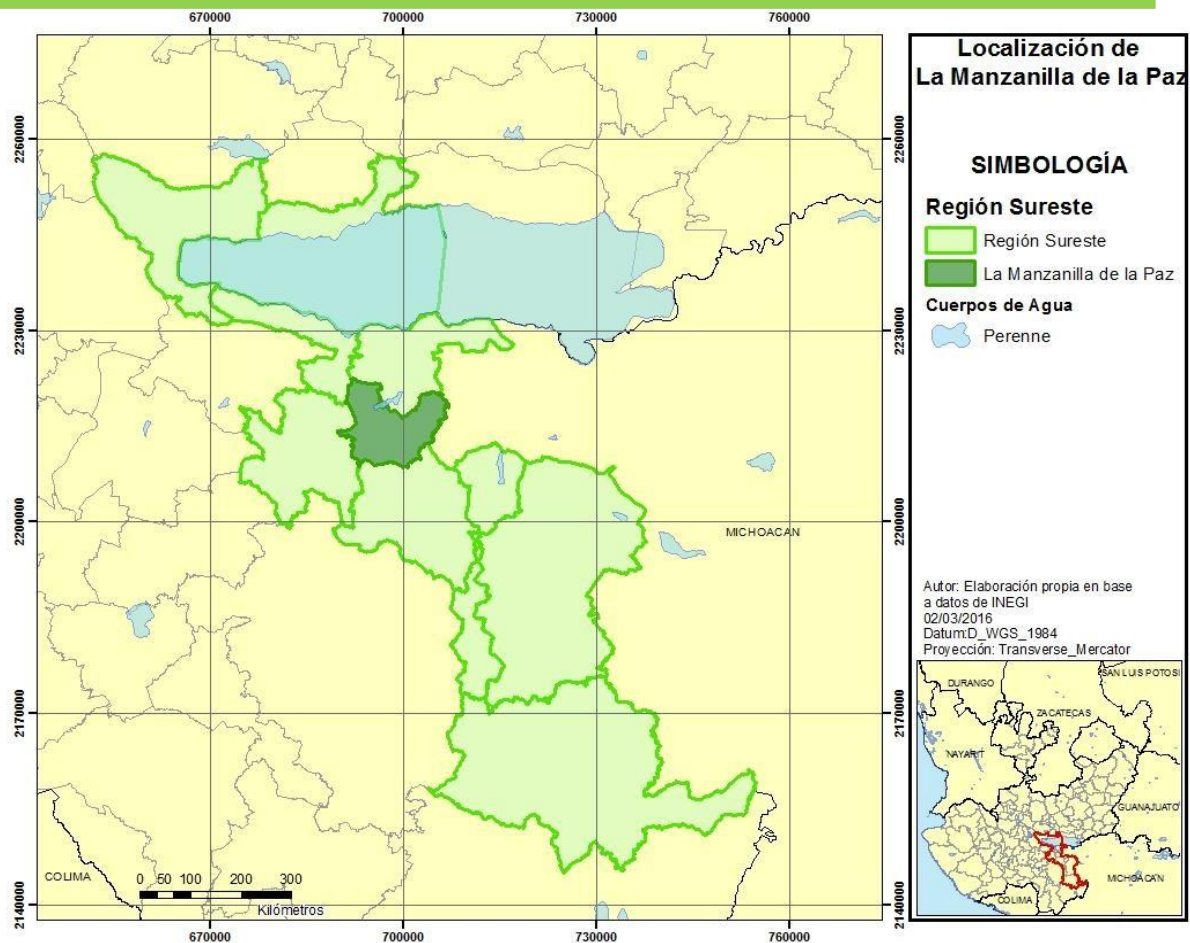 670000
700000
730000
760000
2260000
2260000
2230000
2230000
2200000
2200000
MICHOACAN
2170000
2170000
COLIMA
0 50 100 200 300
Kilómetros
2140000
2140000
670000
700000
730000
760000
Localización de
La Manzanilla de la Paz
SIMBOLOGÍA
Región Sureste
Región Sureste
La Manzanilla de la Paz
Cuerpos de Agua
Perenne
Autor: Elaboración propia en base
a datos de INEGI
02/03/2016
Datum:D_WGS_1984
Proyección: Transverse_Mercator
SAN LUIS POTOSI
DURANGO
ZACATECAS
NAYARIT
GUANAJUATO
MICHOACAN
COLIMA